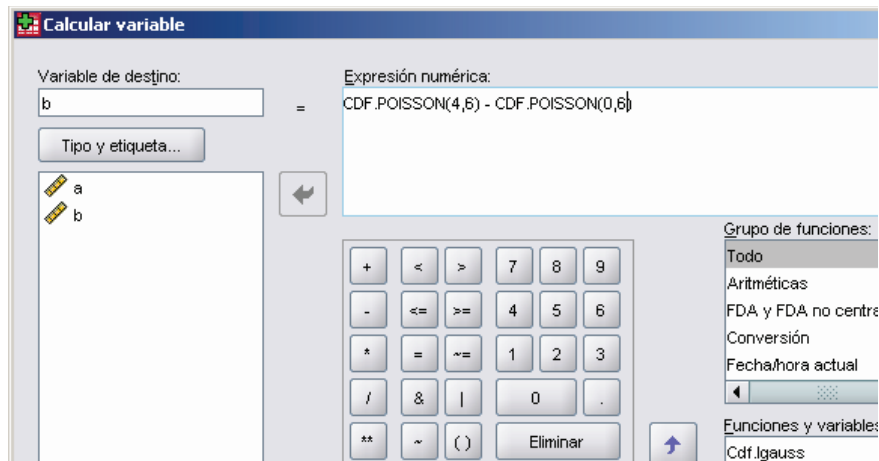 Calcular variable
Variable de destino:
b
=
Tipo y etiqueta...
a
b
Expresión numérica:
CDF.POISSON(4,6) - CDF.POISSON(0,6)
+ < > 7 8 9
- <= >= 4 5 6
* = ~= 1 2 3
/ & | 0 .
** ~ ( ) Eliminar
Grupo de funciones:
Todo
Aritméticas
FDA y FDA no centra
Conversión
Fecha/hora actual
Funciones y variables
Cdf.Igauss